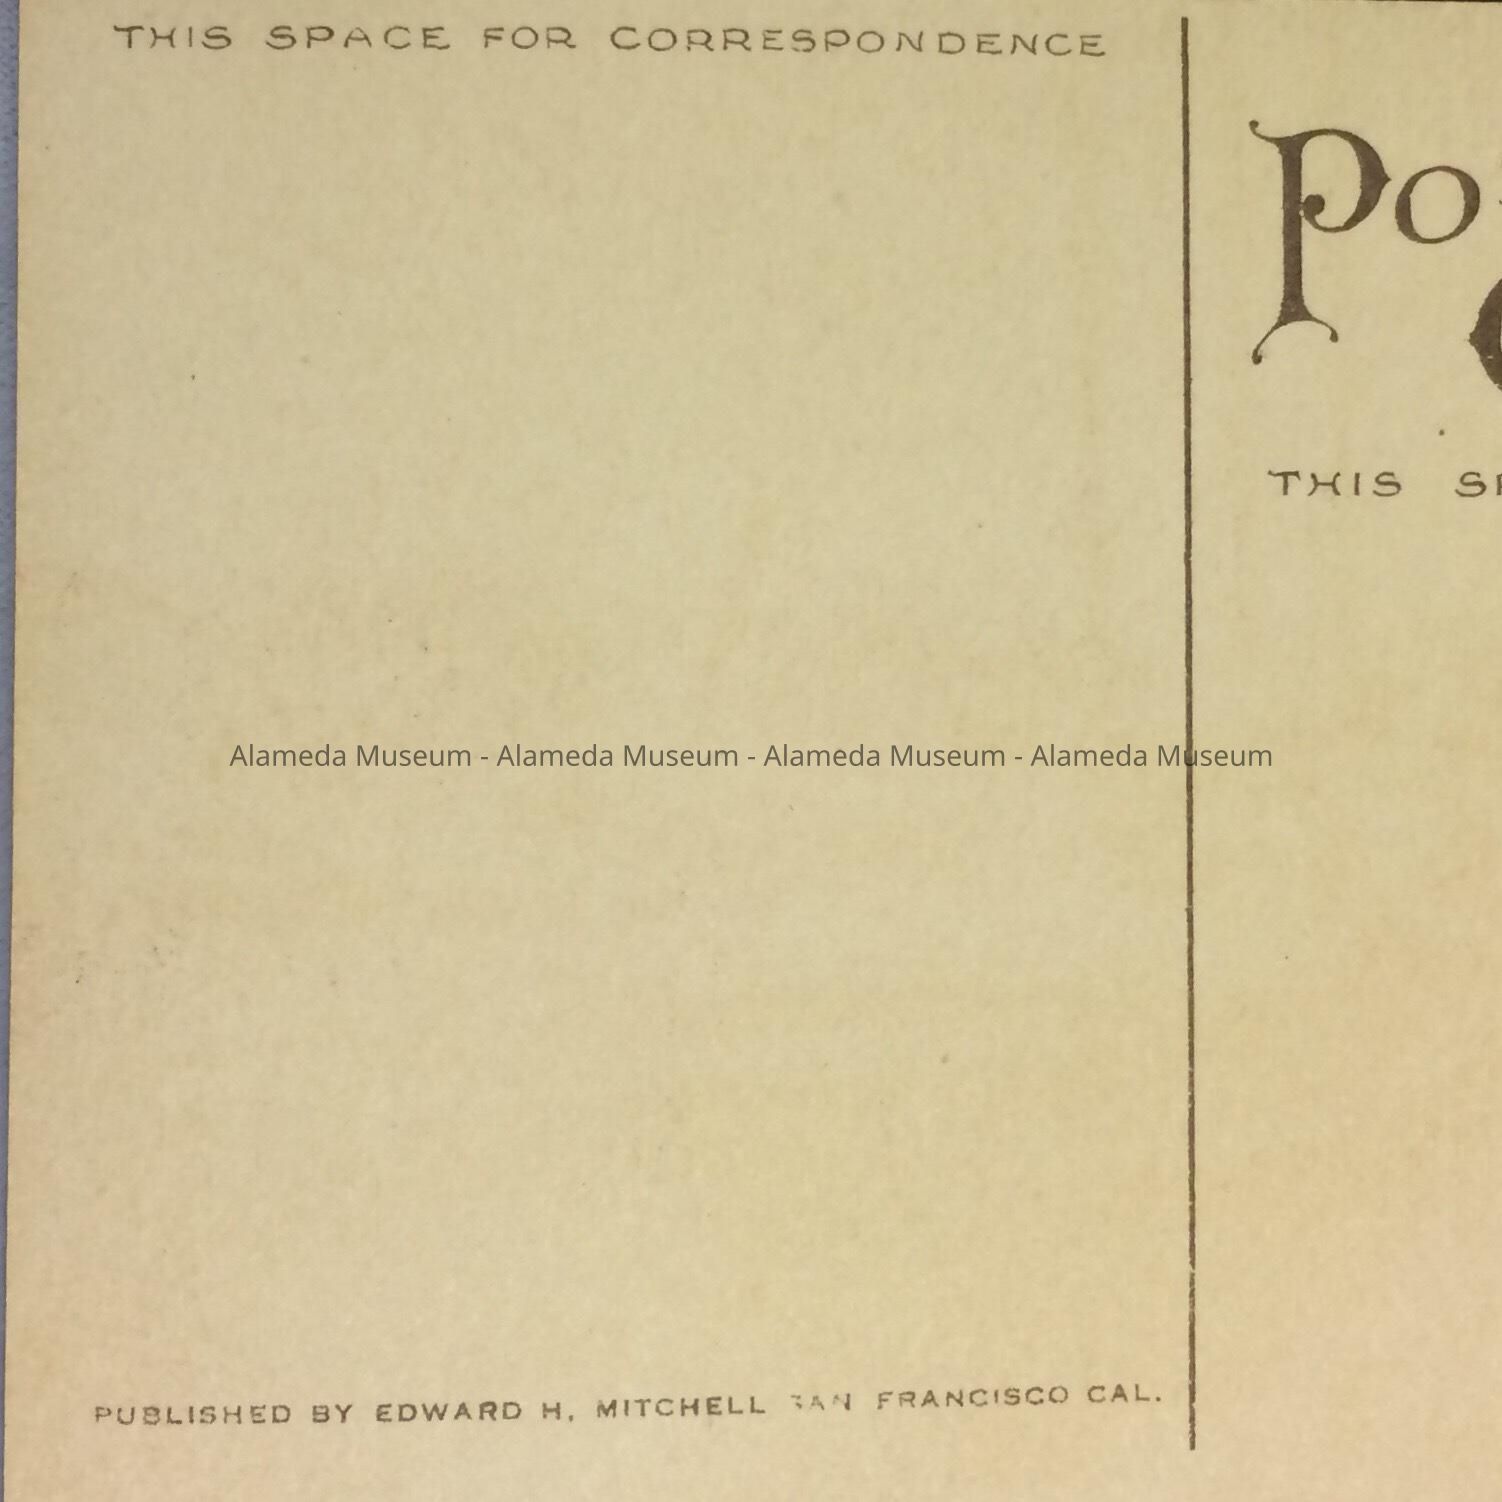 THIS SPACE FOR CORRESPONDENCE
THIS
Alameda Museum - Alameda Museum - Alameda Museum - Alameda Museum
PUBLISHED BY EDWARD H. MITCHELL SAN FRANCISCO CAL.